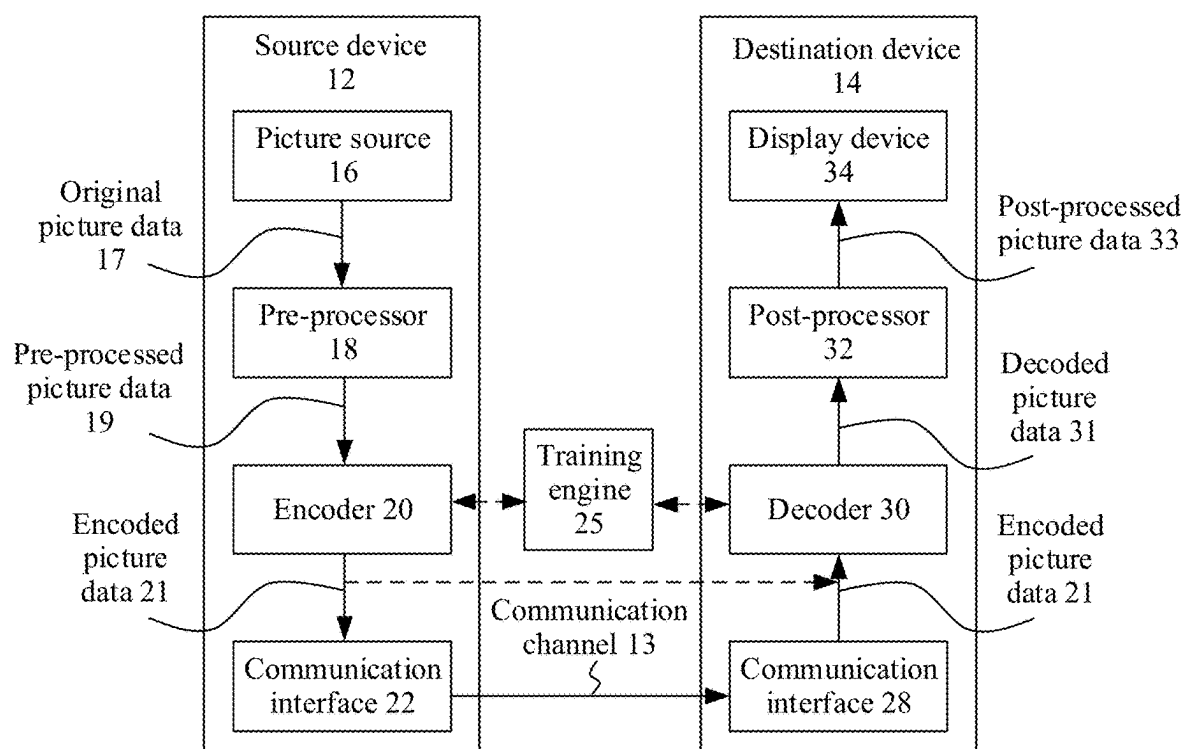 Source device
12
Picture source
16
Original
picture data
17
Pre-processor
18
Pre-processed
picture data
19
Encoder 20
Encoded
picture
data 21
Communication
interface 22
Training
engine
25
Communication
channel 13
Destination device
14
Display device
34
Post-processed
picture data 33
Post-processor
32
Decoded
picture
data 31
Decoder 30
Encoded
picture
data 21
Communication
interface 28